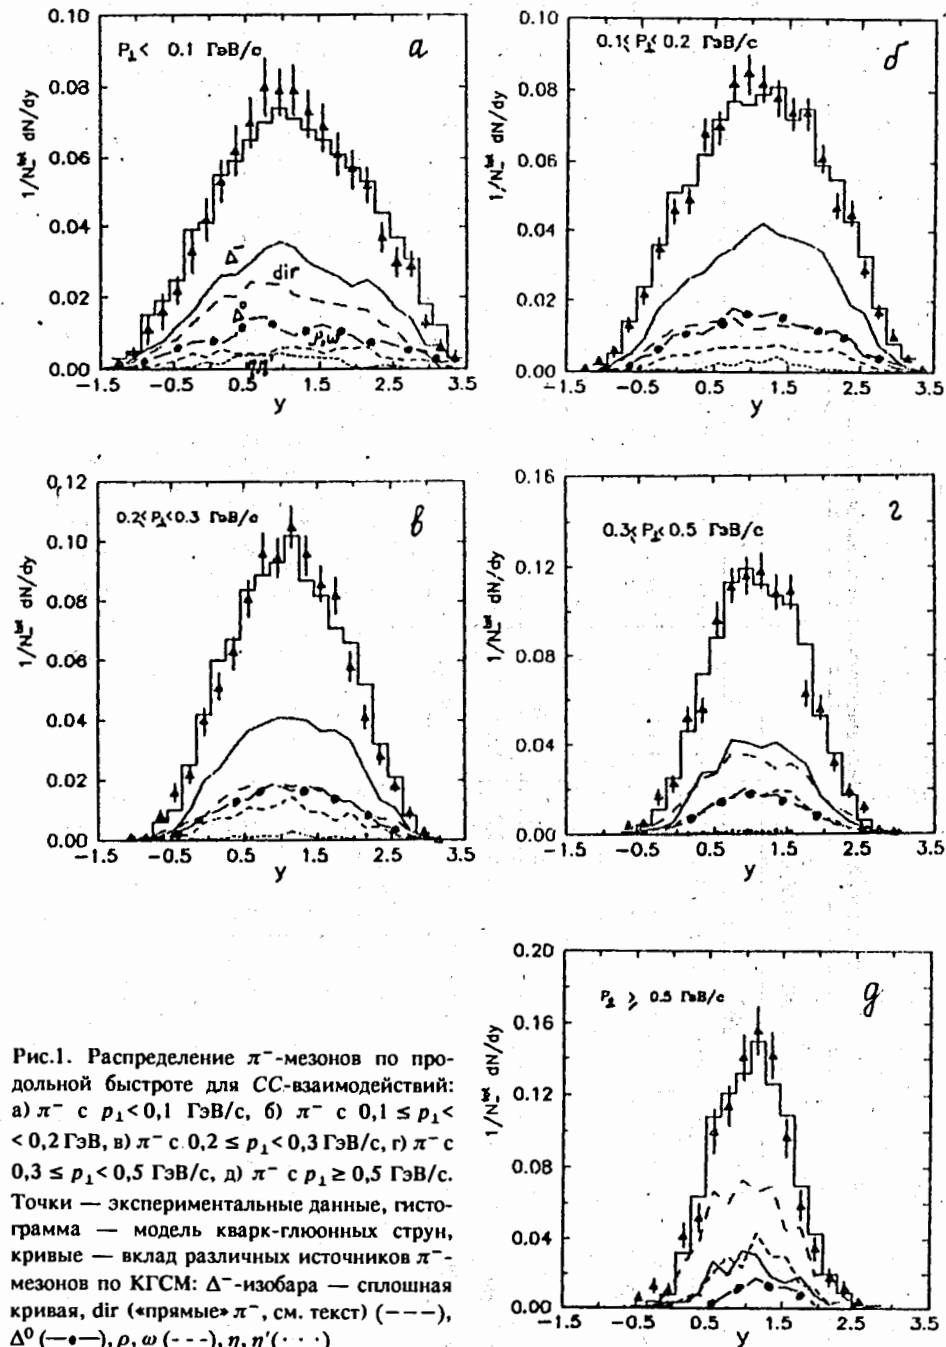 P⊥ < 0.1 ГэВ/с
а
1/N₋ᵗᵒᵗ dN/dy
0.10
0.08
0.06
0.04
0.02
0.00
Δ⁻
dir
Δ⁰
ρ,ω
−1.5 −0.5 0.5 1.5 2.5 3.5
y
0.1≤ P⊥< 0.2 ГэВ/с
б
1/N₋ᵗᵒᵗ dN/dy
0.10
0.08
0.06
0.04
0.02
0.00
−1.5 −0.5 0.5 1.5 2.5 3.5
y
0.2≤ P⊥<0.3 ГэВ/с
в
1/N₋ᵗᵒᵗ dN/dy
0.12
0.10
0.08
0.06
0.04
0.02
0.00
−1.5 −0.5 0.5 1.5 2.5 3.5
y
0.3≤ P⊥< 0.5 ГэВ/с
г
1/N₋ᵗᵒᵗ dN/dy
0.16
0.12
0.08
0.04
0.00
−1.5 −0.5 0.5 1.5 2.5 3.5
y
P⊥ ≥ 0.5 ГэВ/с
д
1/N₋ᵗᵒᵗ dN/dy
0.20
0.16
0.12
0.08
0.04
0.00
−1.5 −0.5 0.5 1.5 2.5 3.5
y
Рис.1. Распределение π⁻-мезонов по про-
дольной быстроте для CC-взаимодействий:
а) π⁻ с p⊥<0,1 ГэВ/с, б) π⁻ с 0,1 ≤ p⊥<
< 0,2 ГэВ, в) π⁻ с 0,2 ≤ p⊥< 0,3 ГэВ/с, г) π⁻ с
0,3 ≤ p⊥< 0,5 ГэВ/с, д) π⁻ с p⊥ ≥ 0,5 ГэВ/с.
Точки — экспериментальные данные, гисто-
грамма — модель кварк-глюонных струн,
кривые — вклад различных источников π⁻-
мезонов по КГСМ: Δ⁻-изобара — сплошная
кривая, dir («прямые» π⁻, см. текст) (– – –),
Δ⁰ (—•—), ρ, ω (- - -), η, η′ (· · ·)